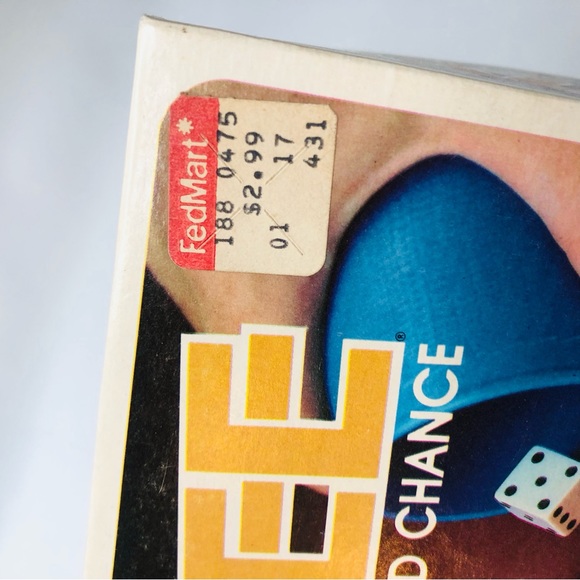 FedMart*
188 0475
$2.99
01 17
431
EE®
D CHANCE